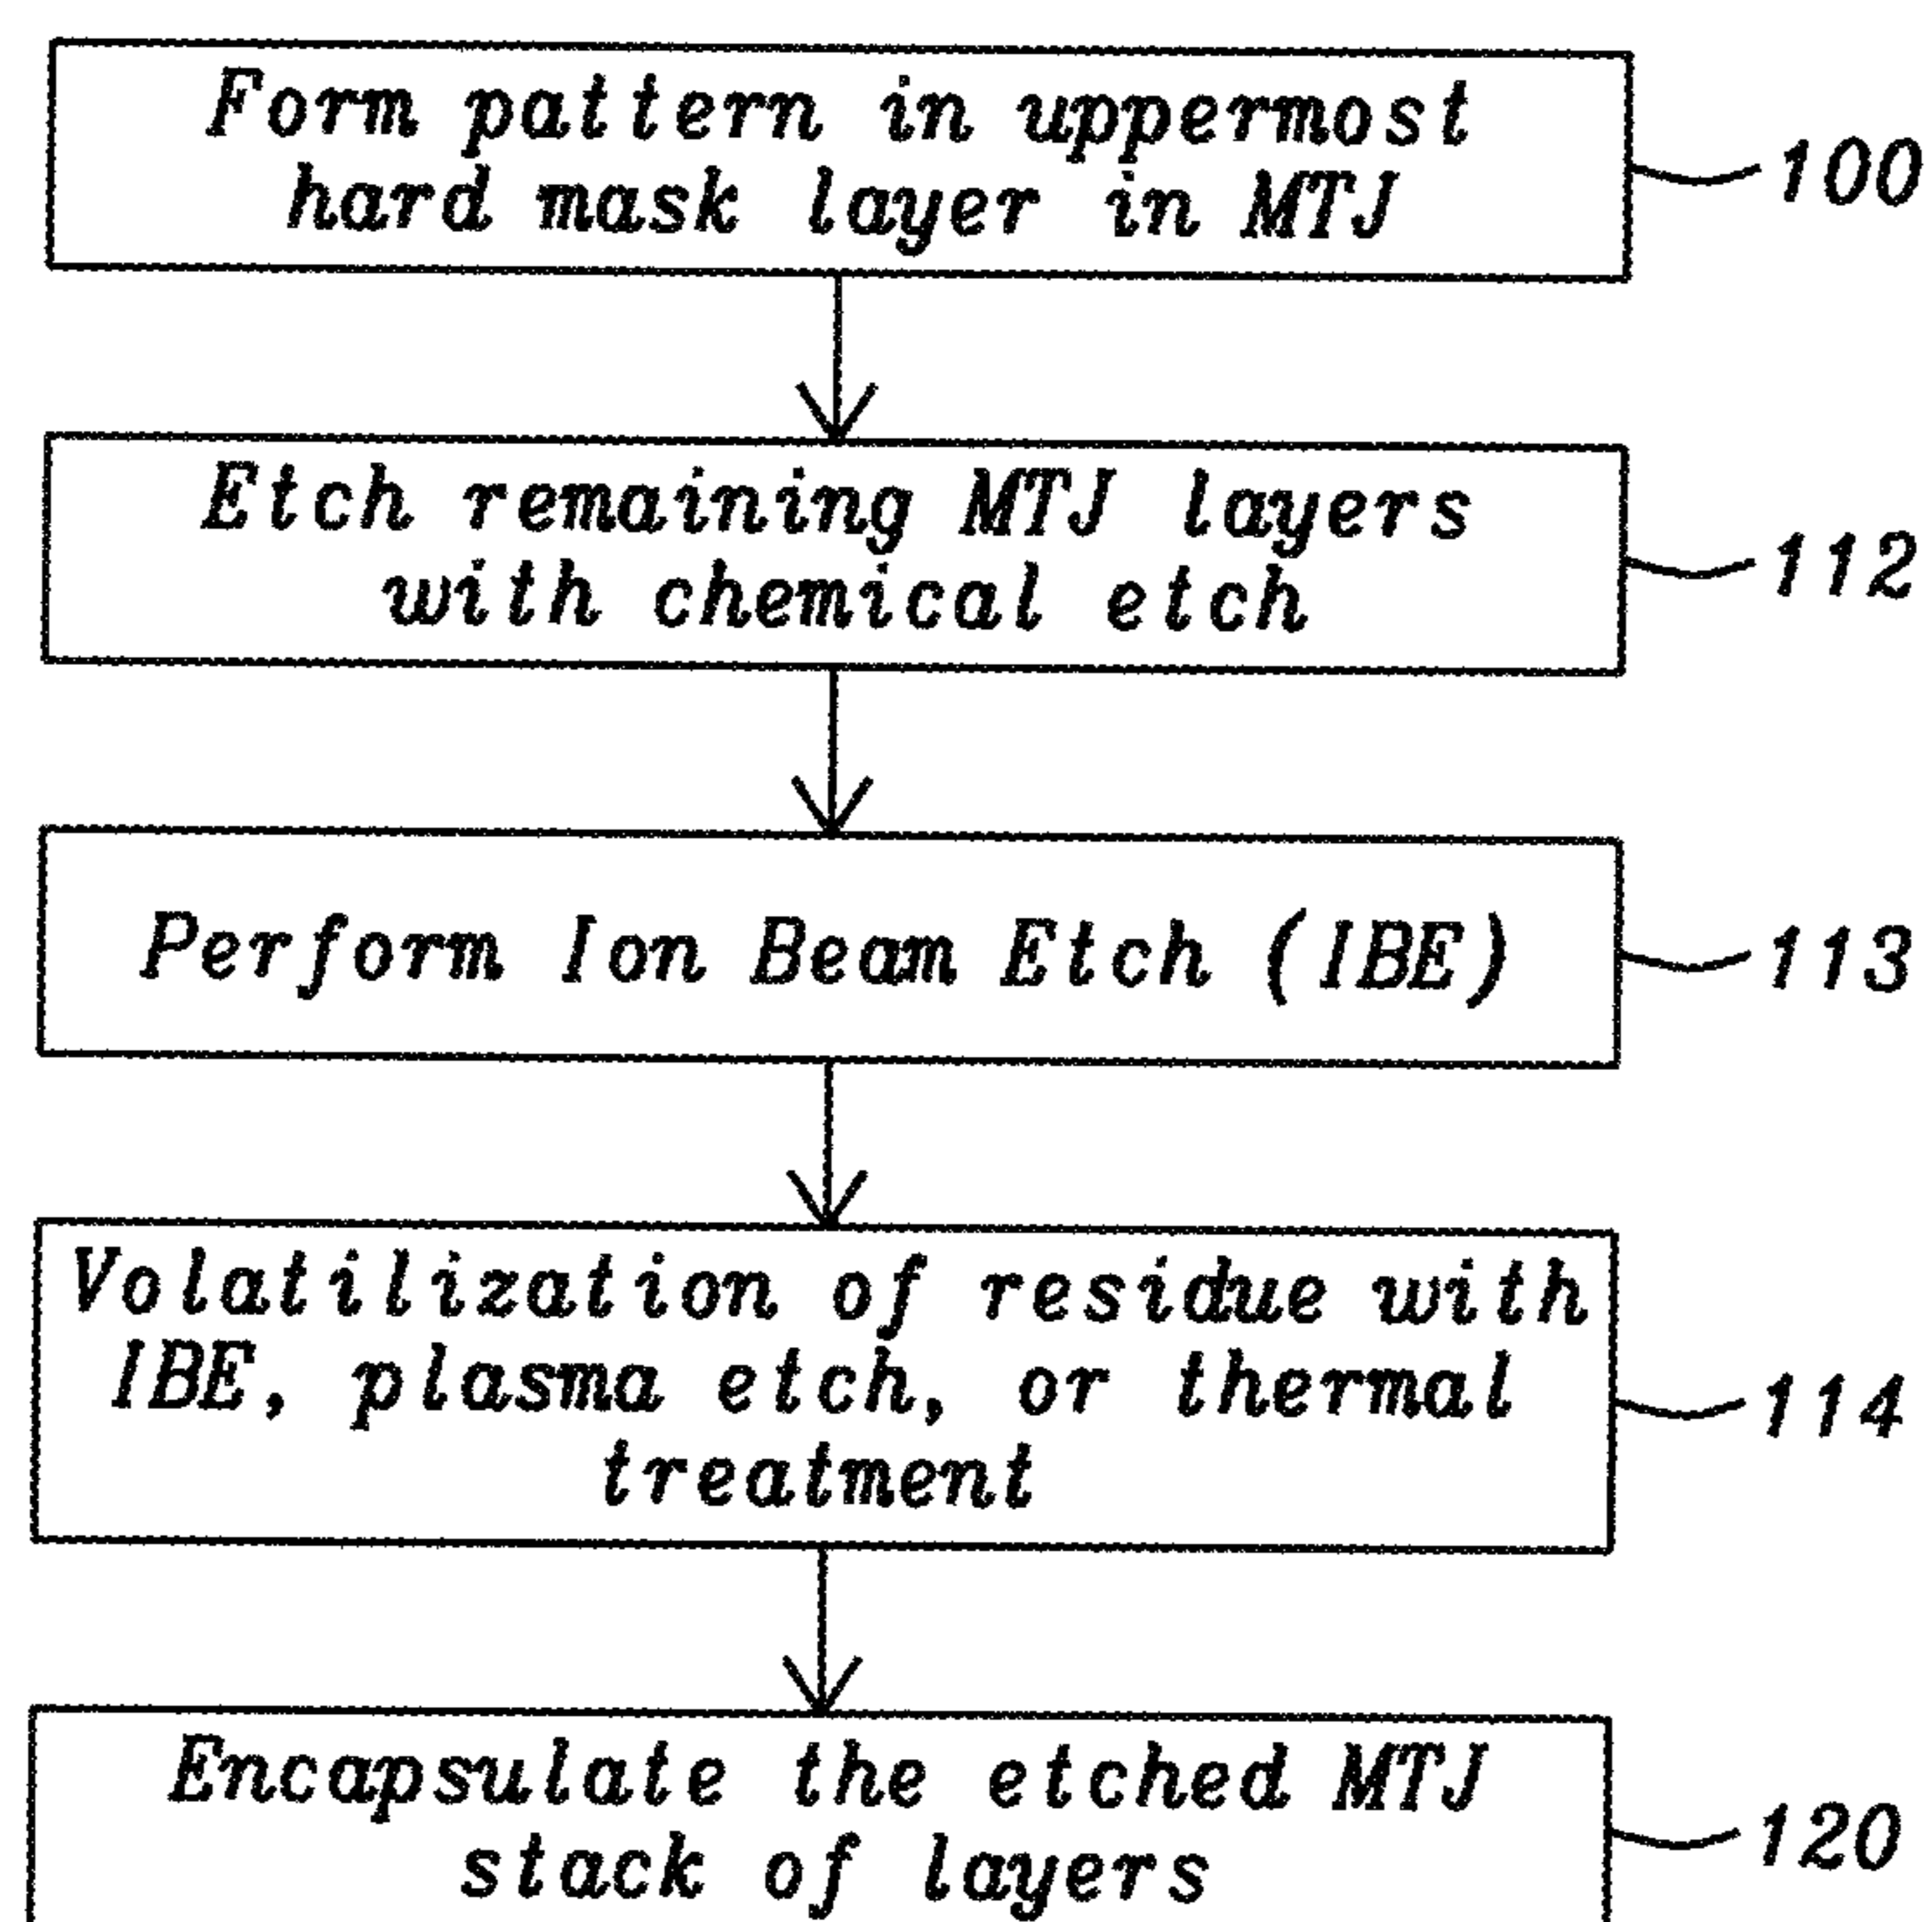 Form pattern in uppermost
hard mask layer in MTJ
100
Etch remaining MTJ layers
with chemical etch
112
Perform Ion Beam Etch (IBE)
113
Volatilization of residue with
IBE, plasma etch, or thermal
treatment
114
Encapsulate the etched MTJ
stack of layers
120